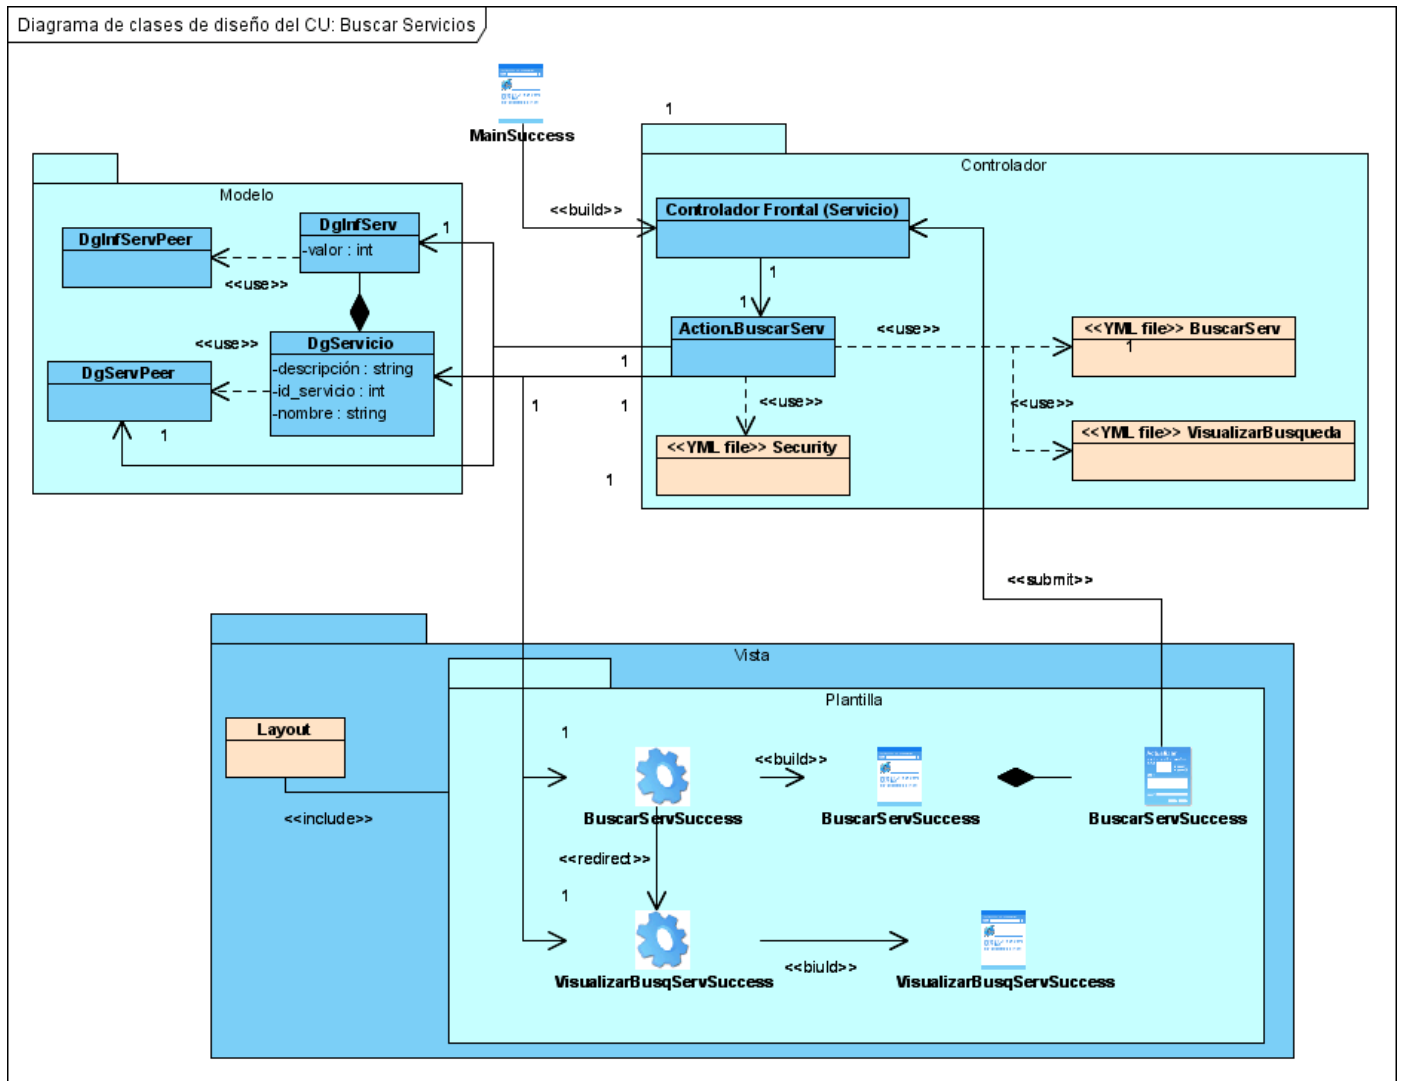 Diagrama de clases de diseño del CU: Buscar Servicios
MainSuccess
1
Controlador
Modelo
<<build>>
Controlador Frontal (Servicio)
DgInfServ
-valor : int
1
DgInfServPeer
<<use>>
1
1
Action.BuscarServ
<<use>>
<<YML file>> BuscarServ
1
<<use>>
DgServicio
-descripción : string
-id_servicio : int
-nombre : string
DgServPeer
1
1
1
1
<<use>>
<<use>>
<<YML file>> VisualizarBusqueda
<<YML file>> Security
1
<<submit>>
Vista
Plantilla
Layout
<<include>>
1
<<build>>
BuscarServSuccess
BuscarServSuccess
BuscarServSuccess
<<redirect>>
1
<<biuld>>
VisualizarBusqServSuccess
VisualizarBusqServSuccess